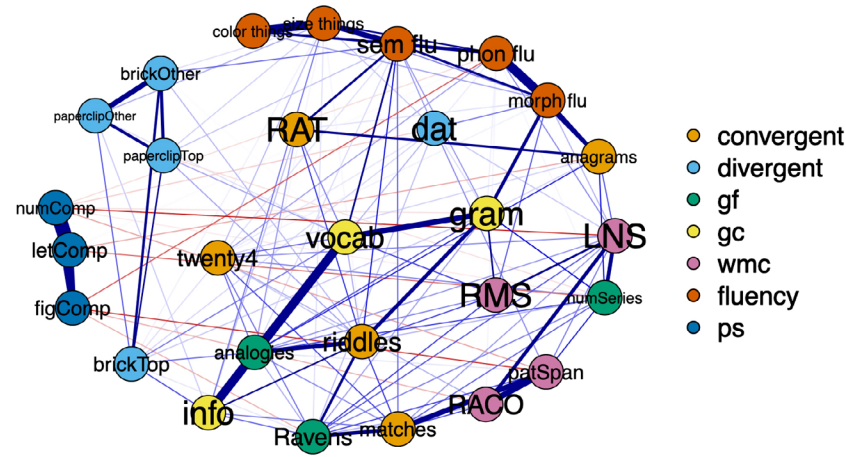 color things
size things
sem flu
phon flu
brickOther
morph flu
paperclipOther
RAT
dat
paperclipTop
anagrams
numComp
gram
vocab
LNS
letComp
twenty4
RMS
numSeries
figComp
riddles
analogies
brickTop
patSpan
info
RACO
Ravens
matches
convergent
divergent
gf
gc
wmc
fluency
ps